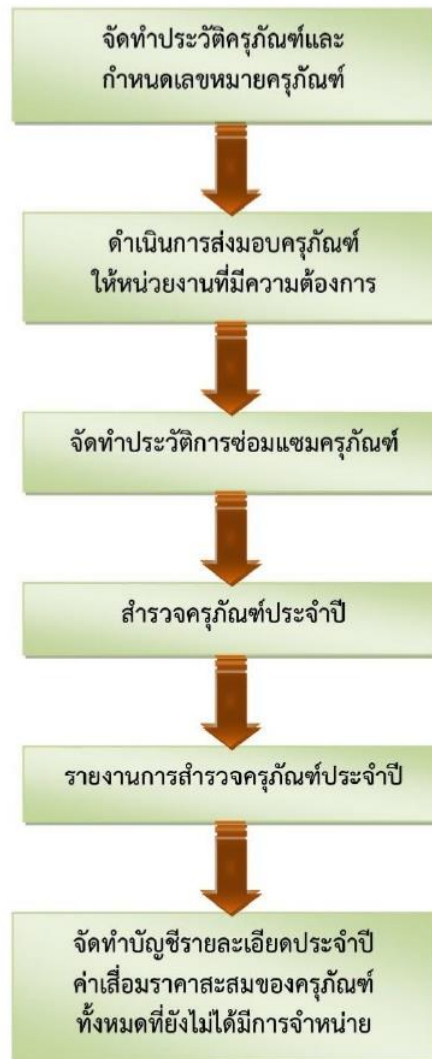 จัดทำประวัติครุภัณฑ์และ
กำหนดเลขหมายครุภัณฑ์
ดำเนินการส่งมอบครุภัณฑ์
ให้หน่วยงานที่มีความต้องการ
จัดทำประวัติการซ่อมแซมครุภัณฑ์
สำรวจครุภัณฑ์ประจำปี
รายงานการสำรวจครุภัณฑ์ประจำปี
จัดทำบัญชีรายละเอียดประจำปี
ค่าเสื่อมราคาสะสมของครุภัณฑ์
ทั้งหมดที่ยังไม่ได้มีการจำหน่าย